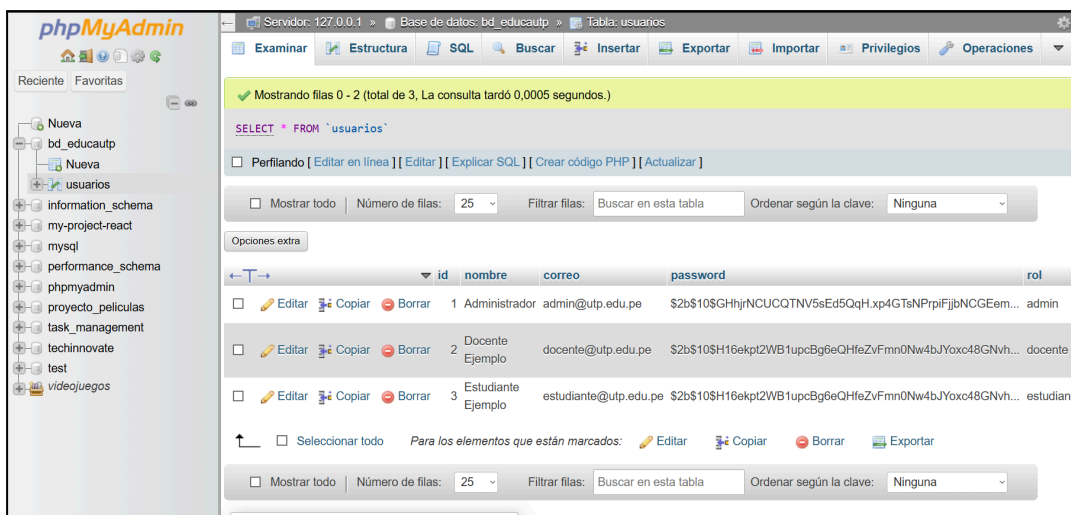 phpMyAdmin
Reciente Favoritas
Nueva
bd_educautp
Nueva
usuarios
information_schema
my-project-react
mysql
performance_schema
phpmyadmin
proyecto_peliculas
task_management
techinnovate
test
videojuegos
Servidor: 127.0.0.1 » Base de datos: bd_educautp » Tabla: usuarios
Examinar Estructura SQL Buscar Insertar Exportar Importar Privilegios Operaciones
Mostrando filas 0 - 2 (total de 3, La consulta tardó 0,0005 segundos.)
SELECT * FROM `usuarios`
Perfilando [ Editar en línea ] [ Editar ] [ Explicar SQL ] [ Crear código PHP ] [ Actualizar ]
Mostrar todo | Número de filas: 25 Filtrar filas: Buscar en esta tabla Ordenar según la clave: Ninguna
Opciones extra
←T→ id nombre correo password rol
Editar Copiar Borrar 1 Administrador admin@utp.edu.pe $2b$10$GHhjrNCUCQTNV5sEd5QqH.xp4GTsNPrpiFjjbNCGEem... admin
Editar Copiar Borrar 2 Docente Ejemplo docente@utp.edu.pe $2b$10$H16ekpt2WB1upcBg6eQHfeZvFmn0Nw4bJYoxc48GNvh... docente
Editar Copiar Borrar 3 Estudiante Ejemplo estudiante@utp.edu.pe $2b$10$H16ekpt2WB1upcBg6eQHfeZvFmn0Nw4bJYoxc48GNvh... estudian
Seleccionar todo Para los elementos que están marcados: Editar Copiar Borrar Exportar
Mostrar todo | Número de filas: 25 Filtrar filas: Buscar en esta tabla Ordenar según la clave: Ninguna